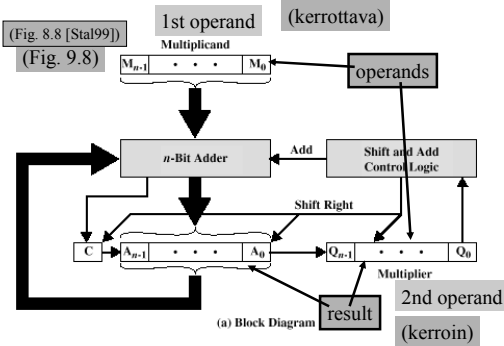 1st operand
(kerrottava)
(Fig. 8.8 [Stal99])
(Fig. 9.8)
Multiplicand
Mn-1 • • • M0
operands
n-Bit Adder
Add
Shift and Add
Control Logic
Shift Right
C
An-1 • • • A0
Qn-1 • • • Q0
Multiplier
2nd operand
result
(a) Block Diagram
(kerroin)